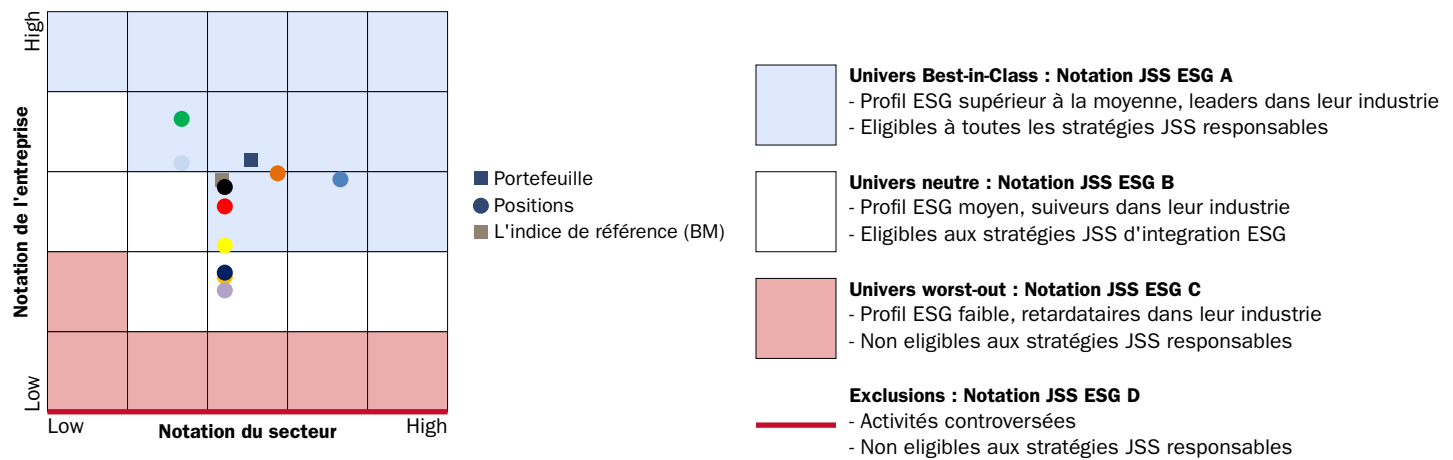 High
Notation de l'entreprise
Low
Low
Notation du secteur
High
Portefeuille
Positions
L'indice de référence (BM)
Univers Best-in-Class : Notation JSS ESG A
- Profil ESG supérieur à la moyenne, leaders dans leur industrie
- Eligibles à toutes les stratégies JSS responsables
Univers neutre : Notation JSS ESG B
- Profil ESG moyen, suiveurs dans leur industrie
- Eligibles aux stratégies JSS d'integration ESG
Univers worst-out : Notation JSS ESG C
- Profil ESG faible, retardataires dans leur industrie
- Non eligibles aux stratégies JSS responsables
Exclusions : Notation JSS ESG D
- Activités controversées
- Non eligibles aux stratégies JSS responsables